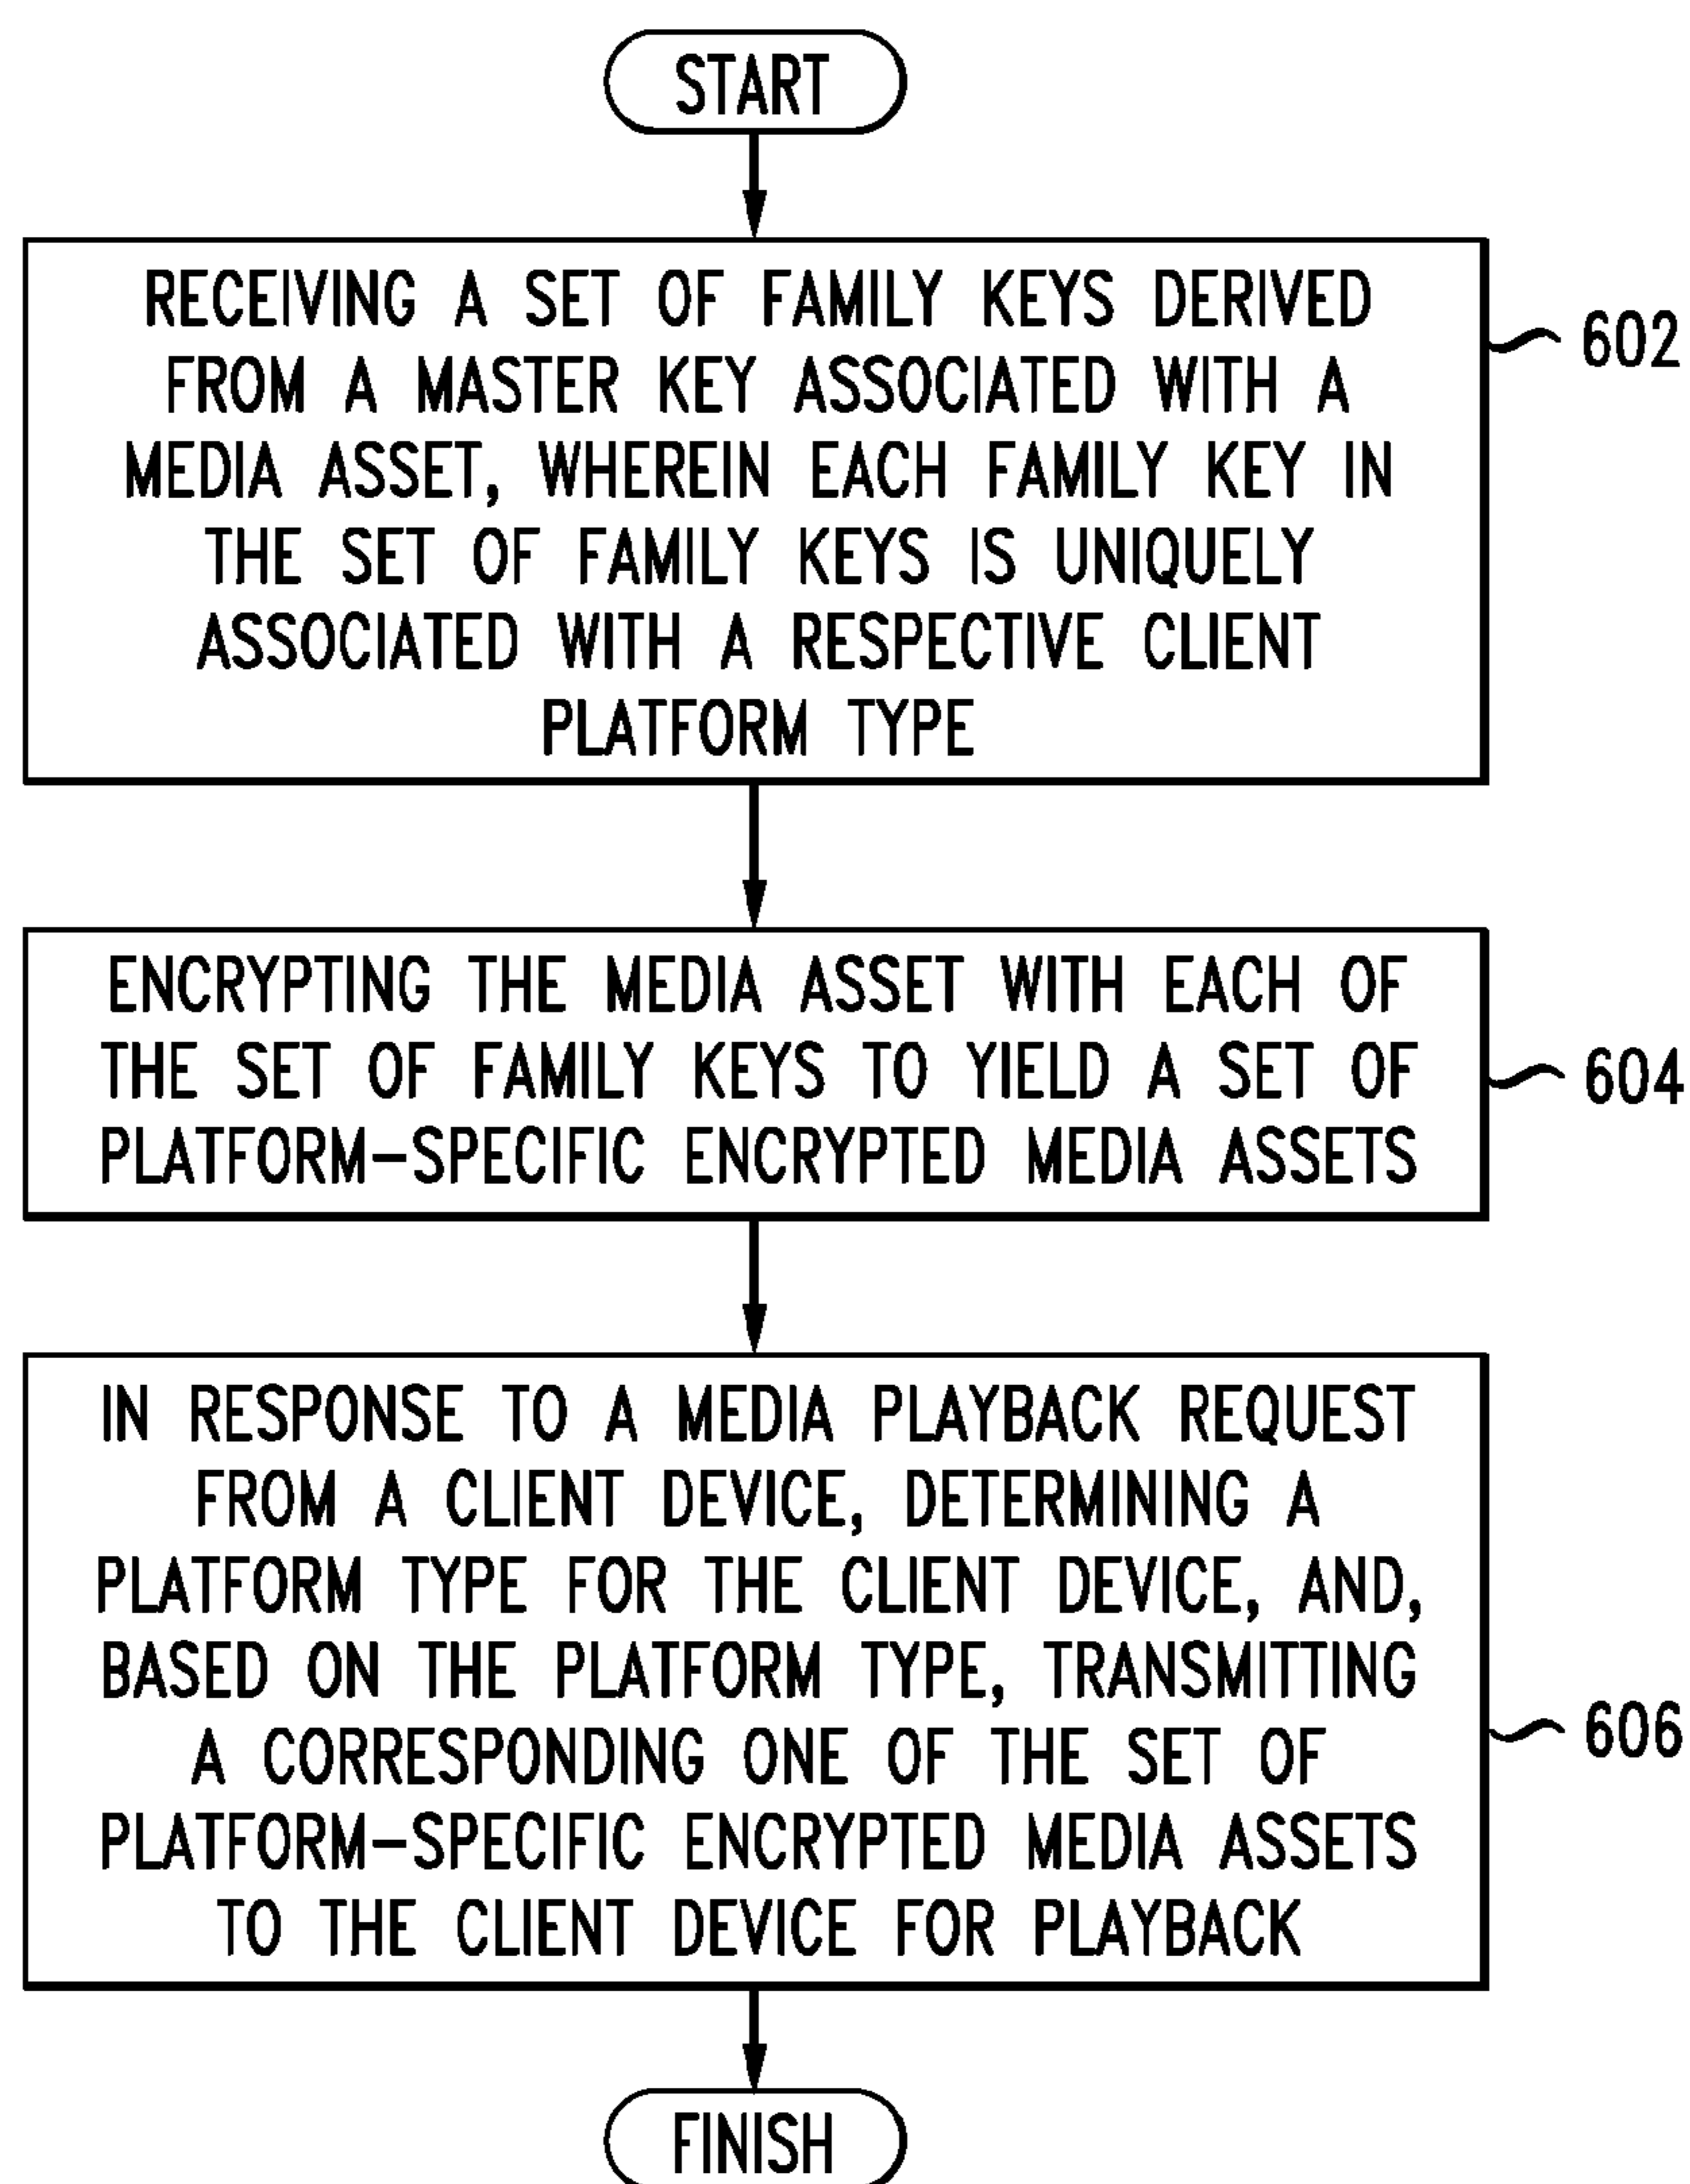 START
RECEIVING A SET OF FAMILY KEYS DERIVED
FROM A MASTER KEY ASSOCIATED WITH A
MEDIA ASSET, WHEREIN EACH FAMILY KEY IN
THE SET OF FAMILY KEYS IS UNIQUELY
ASSOCIATED WITH A RESPECTIVE CLIENT
PLATFORM TYPE
602
ENCRYPTING THE MEDIA ASSET WITH EACH OF
THE SET OF FAMILY KEYS TO YIELD A SET OF
PLATFORM-SPECIFIC ENCRYPTED MEDIA ASSETS
604
IN RESPONSE TO A MEDIA PLAYBACK REQUEST
FROM A CLIENT DEVICE, DETERMINING A
PLATFORM TYPE FOR THE CLIENT DEVICE, AND,
BASED ON THE PLATFORM TYPE, TRANSMITTING
A CORRESPONDING ONE OF THE SET OF
PLATFORM-SPECIFIC ENCRYPTED MEDIA ASSETS
TO THE CLIENT DEVICE FOR PLAYBACK
606
FINISH